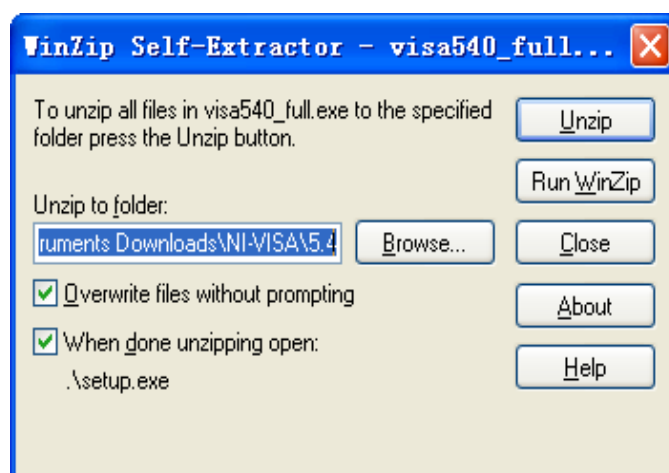 WinZip Self-Extractor - visa540_full...
To unzip all files in visa540_full.exe to the specified
folder press the Unzip button.
Unzip to folder:
ruments Downloads\NI-VISA\5.4
Browse...
Overwrite files without prompting
When done unzipping open:
.\setup.exe
Unzip
Run WinZip
Close
About
Help